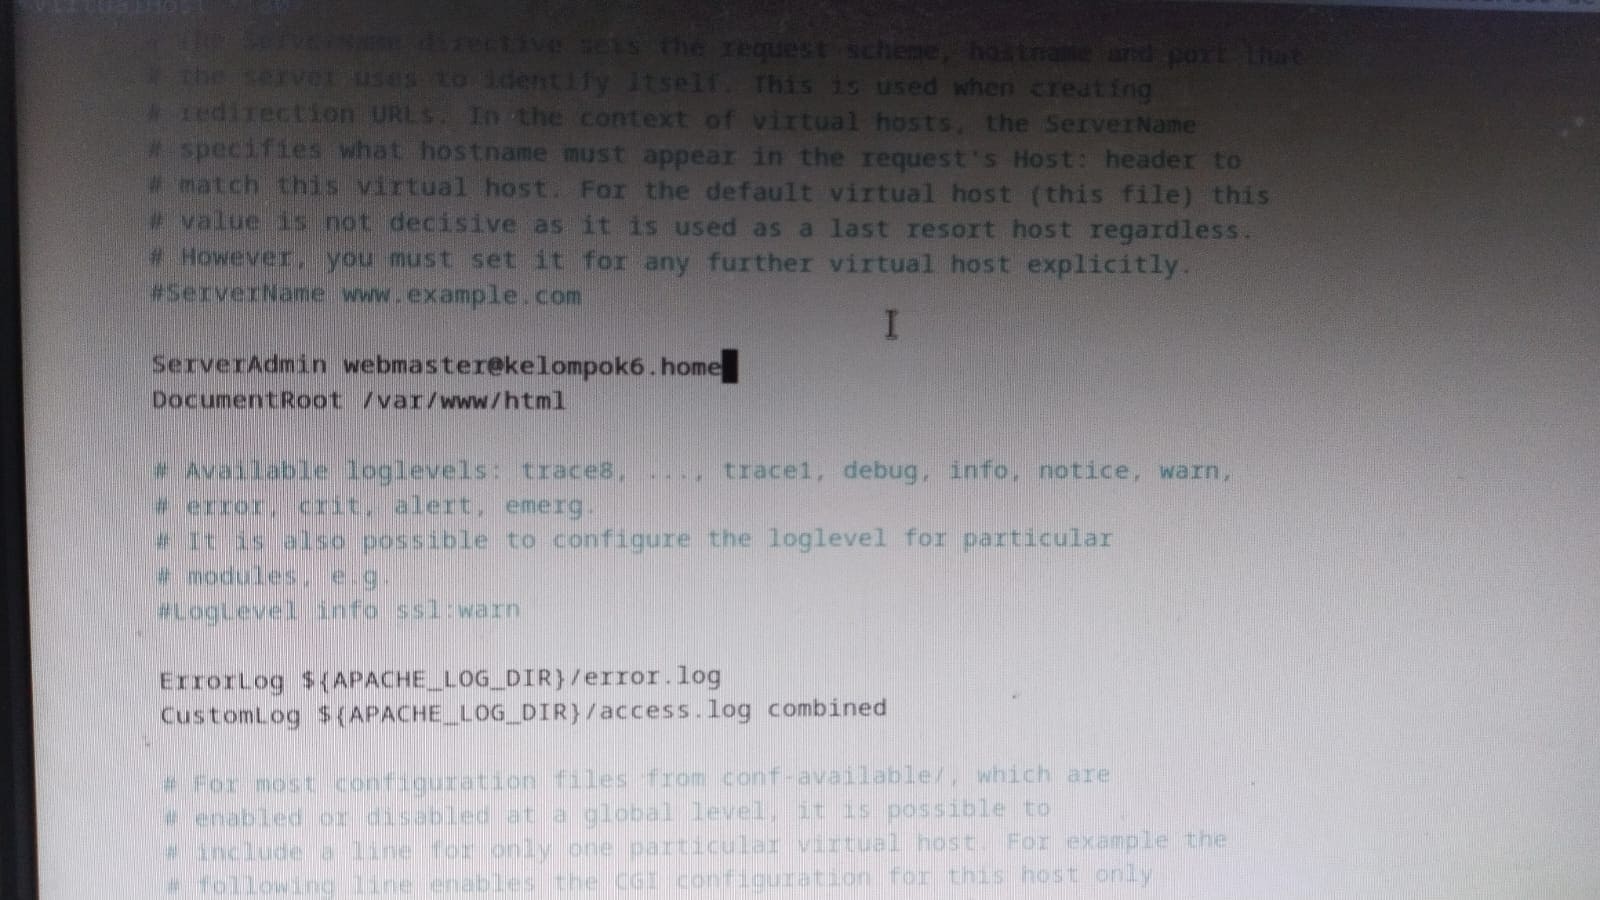 # The ServerName directive sets the request scheme, hostname and port that
# the server uses to identify itself. This is used when creating
# redirection URLs. In the context of virtual hosts, the ServerName
# specifies what hostname must appear in the request's Host: header to
# match this virtual host. For the default virtual host (this file) this
# value is not decisive as it is used as a last resort host regardless.
# However, you must set it for any further virtual host explicitly.
#ServerName www.example.com
ServerAdmin webmaster@kelompok6.home
DocumentRoot /var/www/html
# Available loglevels: trace8, ..., trace1, debug, info, notice, warn,
# error, crit, alert, emerg.
# It is also possible to configure the loglevel for particular
# modules, e.g.
#LogLevel info ssl:warn
ErrorLog ${APACHE_LOG_DIR}/error.log
CustomLog ${APACHE_LOG_DIR}/access.log combined
# For most configuration files from conf-available/, which are
# enabled or disabled at a global level, it is possible to
# include a line for only one particular virtual host. For example the
# following line enables the CGI configuration for this host only